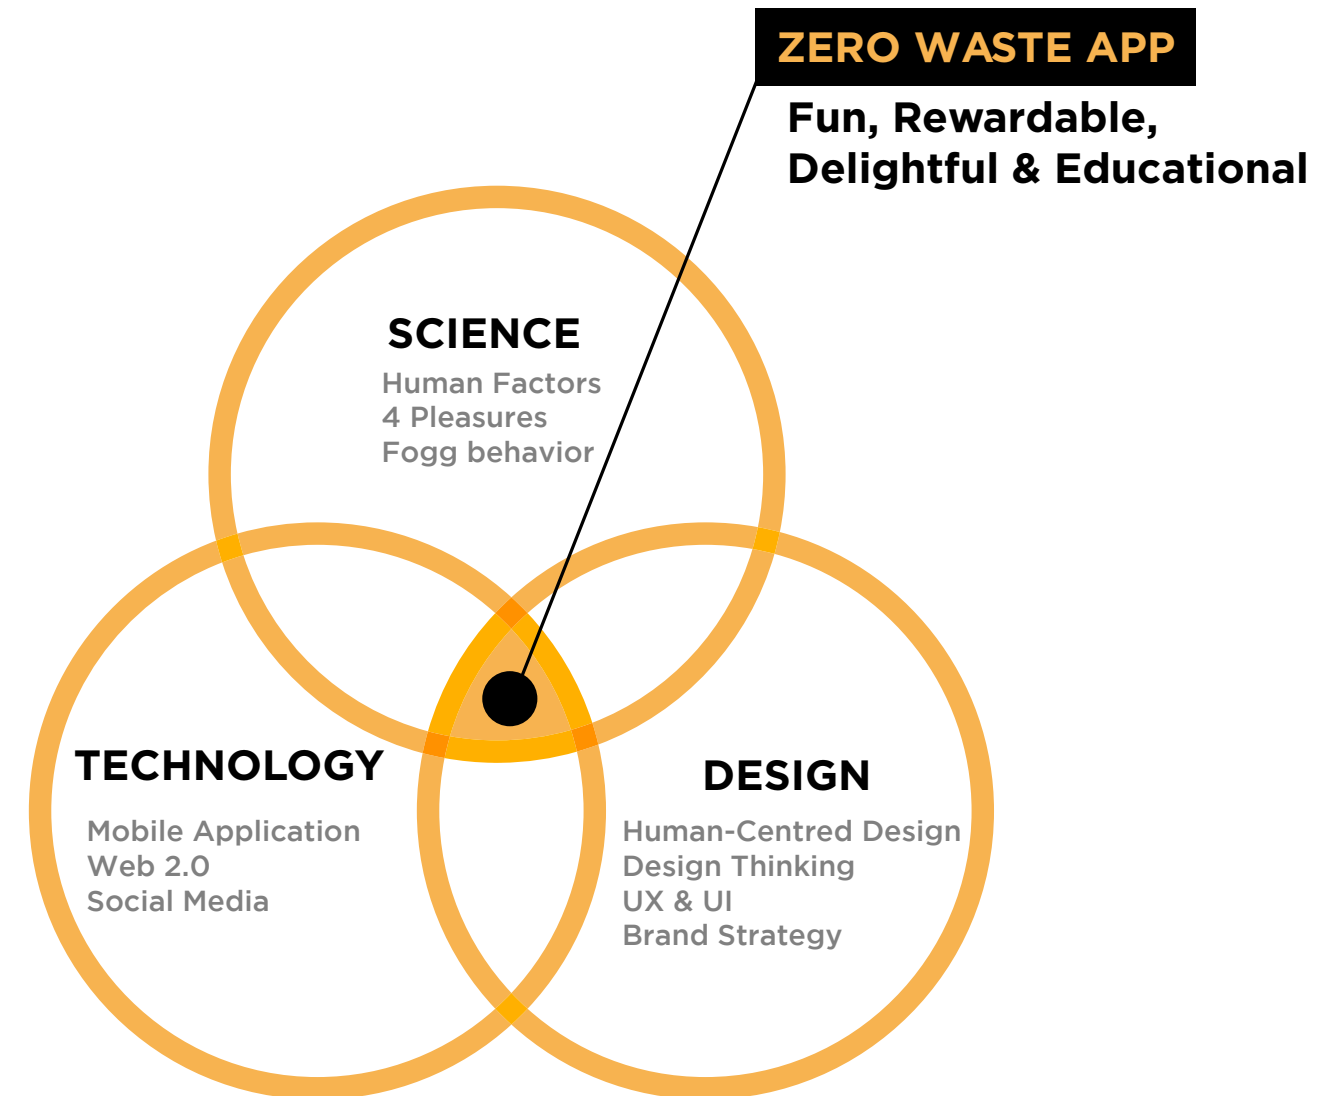 ZERO WASTE APP
Fun, Rewardable,
Delightful & Educational
SCIENCE
Human Factors
4 Pleasures
Fogg behavior
TECHNOLOGY
Mobile Application
Web 2.0
Social Media
DESIGN
Human-Centred Design
Design Thinking
UX & UI
Brand Strategy